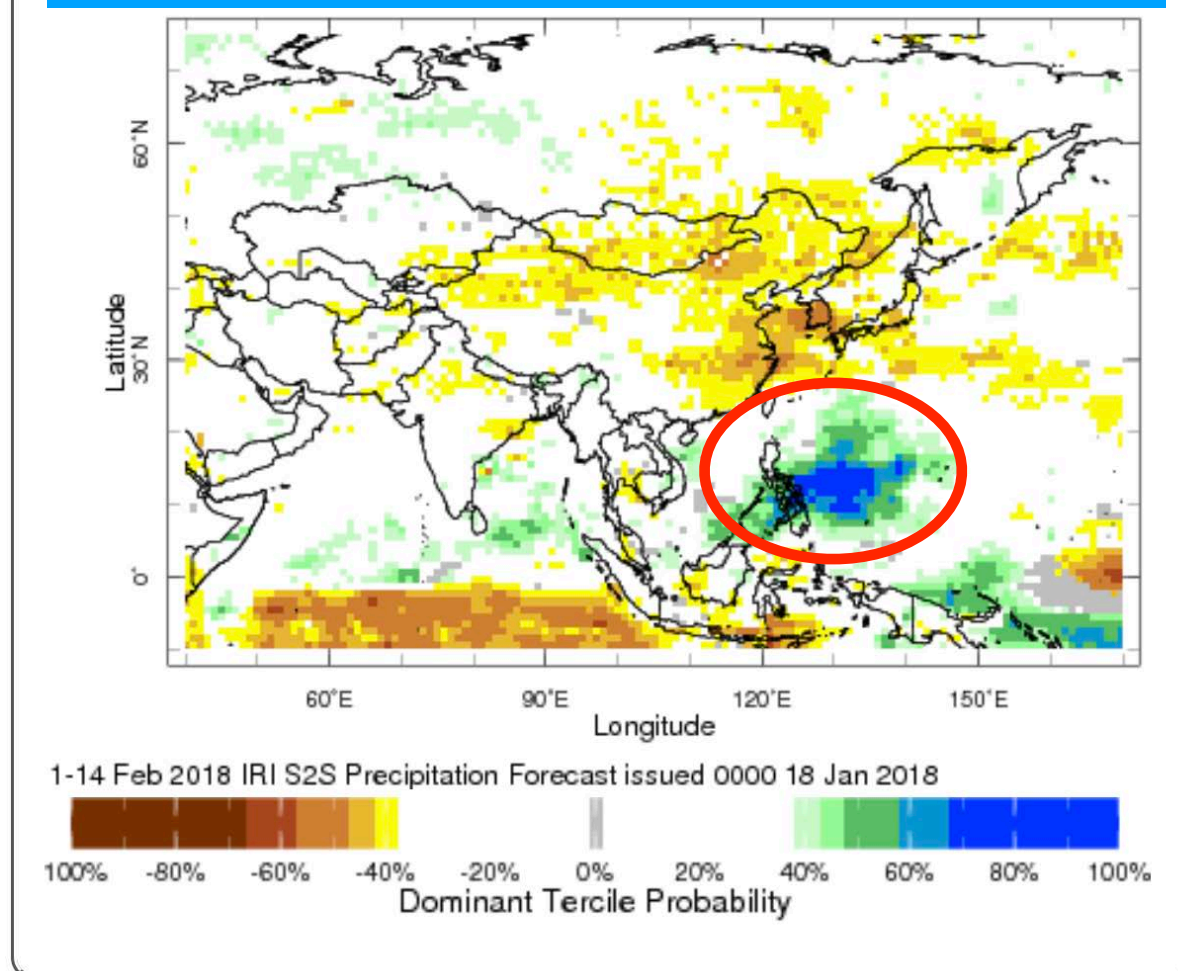 60°N
30°N
0°
Latitude
60°E 90°E 120°E 150°E
Longitude
1-14 Feb 2018 IRI S2S Precipitation Forecast issued 0000 18 Jan 2018
100% -80% -60% -40% -20% 0% 20% 40% 60% 80% 100%
Dominant Tercile Probability